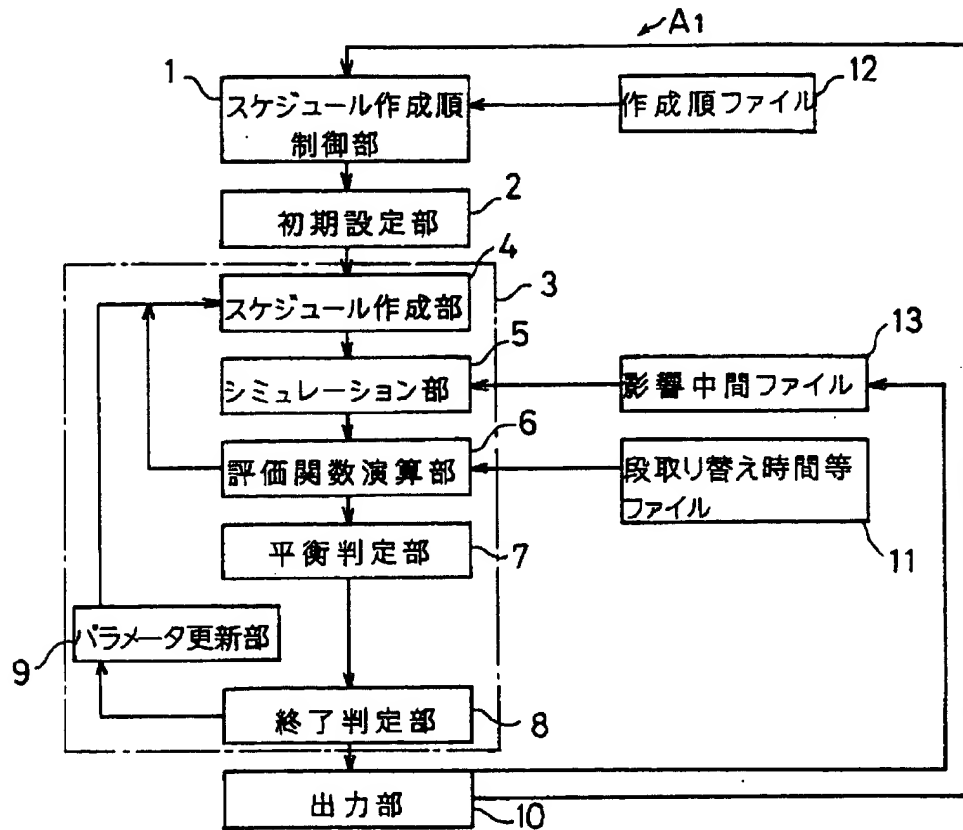 A1
1
スケジュール作成順
制御部
12
作成順ファイル
2
初期設定部
4
スケジュール作成部
3
5
シミュレーション部
13
影響中間ファイル
6
評価関数演算部
段取り替え時間等
ファイル
11
平衡判定部
7
パラメータ更新部
9
終了判定部
8
出力部
10